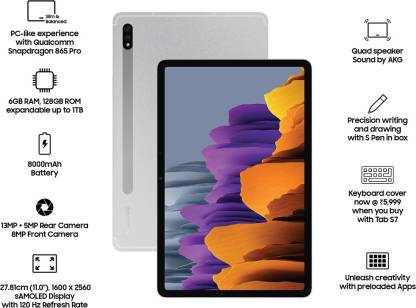 Slim &
Balanced
PC-like experience
with Qualcomm
Snapdragon 865 Pro
6GB RAM, 128GB ROM
expandable up to 1TB
8000mAh
Battery
13MP + 5MP Rear Camera
8MP Front Camera
27.81cm (11.0"), 1600 x 2560
sAMOLED Display
with 120 Hz Refresh Rate
SAMSUNG
Quad speaker
Sound by AKG
Precision writing
and drawing
with S Pen in box
Keyboard cover
now @ ₹5,999
when you buy
with Tab S7
Unleash creativity
with preloaded Apps